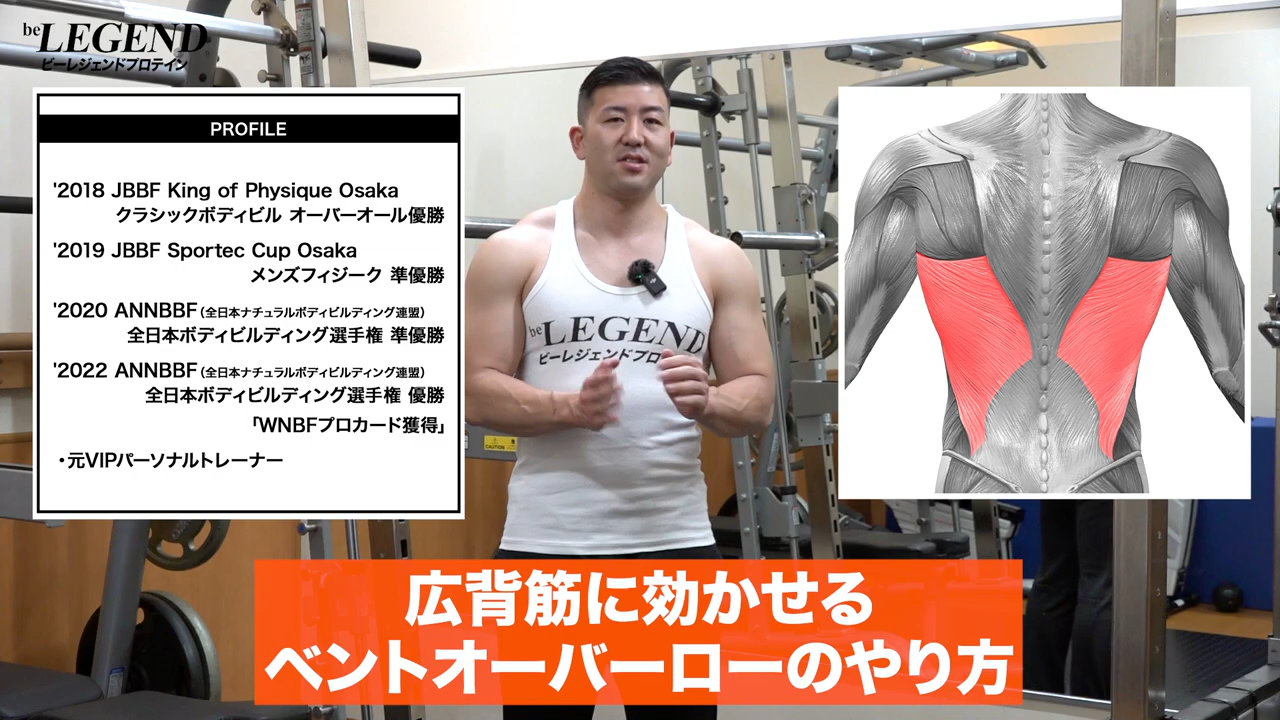 be LEGEND
ビーレジェンドプロテイン
PROFILE
'2018 JBBF King of Physique Osaka
クラシックボディビル オーバーオール優勝
'2019 JBBF Sportec Cup Osaka
メンズフィジーク 準優勝
'2020 ANNBBF(全日本ナチュラルボディビルディング連盟)
全日本ボディビルディング選手権 準優勝
'2022 ANNBBF(全日本ナチュラルボディビルディング連盟)
全日本ボディビルディング選手権 優勝
「WNBFプロカード獲得」
・元VIPパーソナルトレーナー
be LEGEND
ビーレジェンドプロテイン
CAUTION
広背筋に効かせる
ベントオーバーローのやり方